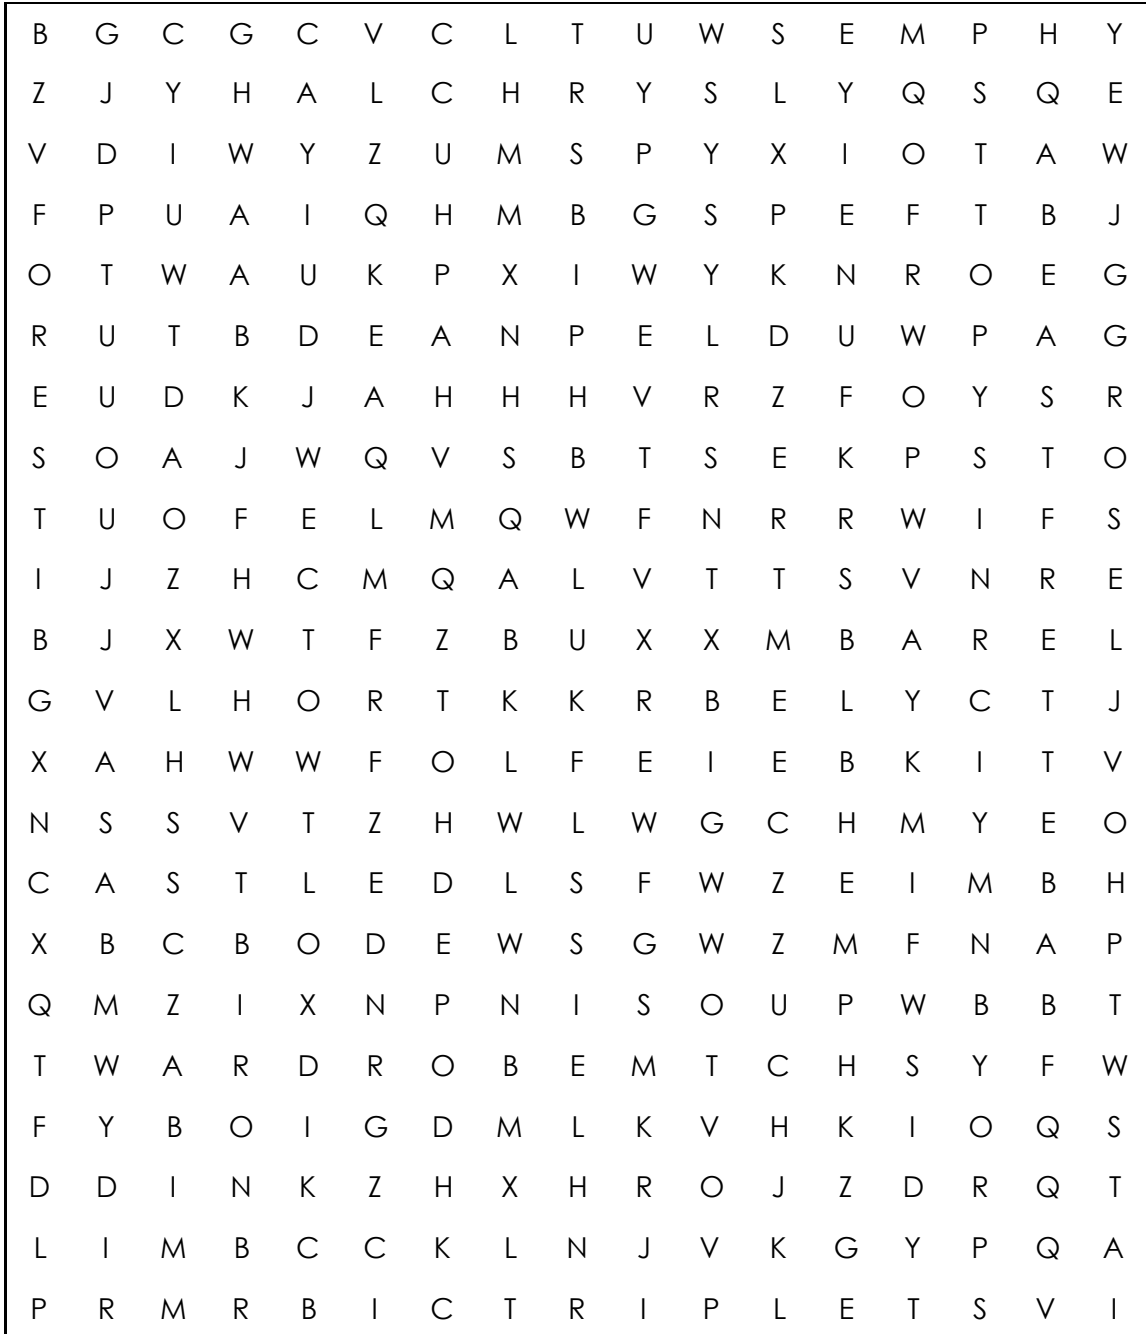 B G C G C V C L T U W S E M P H Y
Z J Y H A L C H R Y S L Y Q S Q E
V D I W Y Z U M S P Y X I O T A W
F P U A I Q H M B G S P E F T B J
O T W A U K P X I W Y K N R O E G
R U T B D E A N P E L D U W P A G
E U D K J A H H H V R Z F O Y S R
S O A J W Q V S B T S E K P S T O
T U O F E L M Q W F N R R W I F S
I J Z H C M Q A L V T T S V N R E
B J X W T F Z B U X X M B A R E L
G V L H O R T K K R B E L Y C T J
X A H W W F O L F E I E B K I T V
N S S V T Z H W L W G C H M Y E O
C A S T L E D L S F W Z E I M B H
X B C B O D E W S G W Z M F N A P
Q M Z I X N P N I S O U P W B B T
T W A R D R O B E M T C H S Y F W
F Y B O I G D M L K V H K I O Q S
D D I N K Z H X H R O J Z D R Q T
L I M B C C K L N J V K G Y P Q A
P R M R B I C T R I P L E T S V I